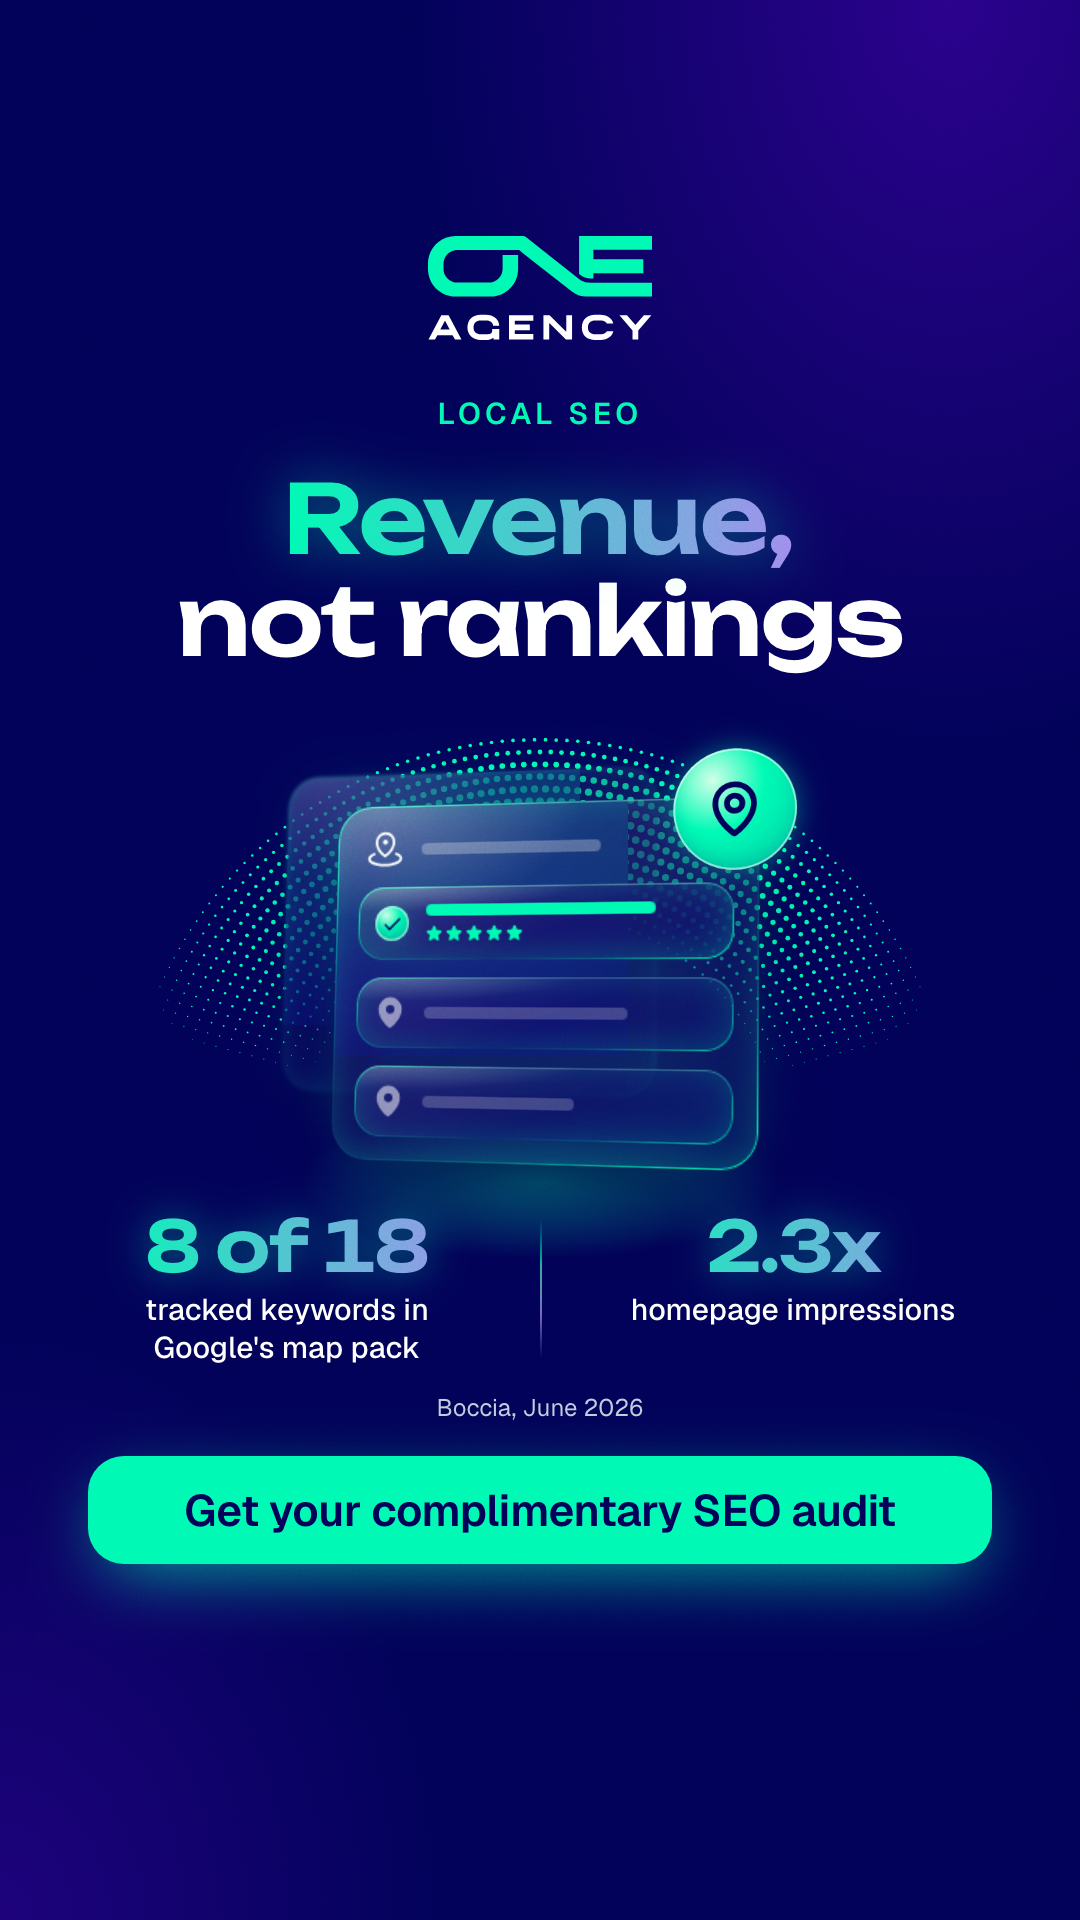 ONE
AGENCY
LOCAL SEO
Revenue,
not rankings
8 of 18
tracked keywords in
Google's map pack
2.3x
homepage impressions
Boccia, June 2026
Get your complimentary SEO audit